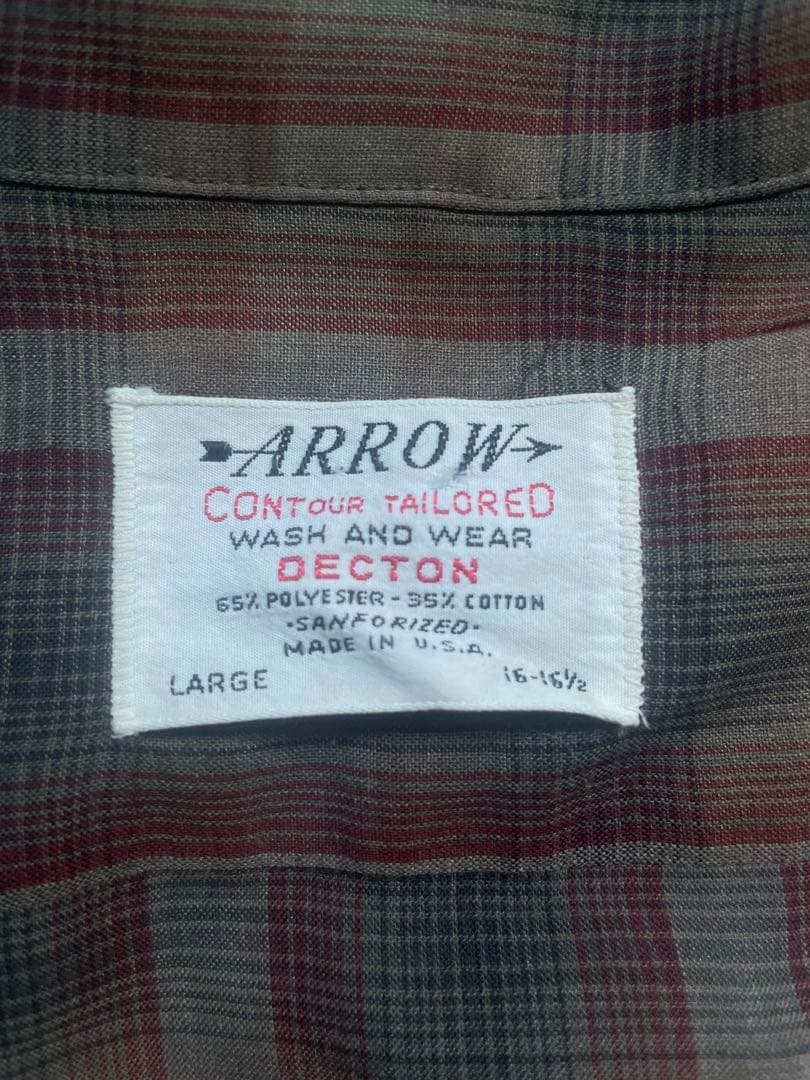 ARROW
CONTOUR TAILORED
WASH AND WEAR
DECTON
65% POLYESTER - 35% COTTON
·SANFORIZED·
MADE IN U.S.A.
LARGE 16-16½